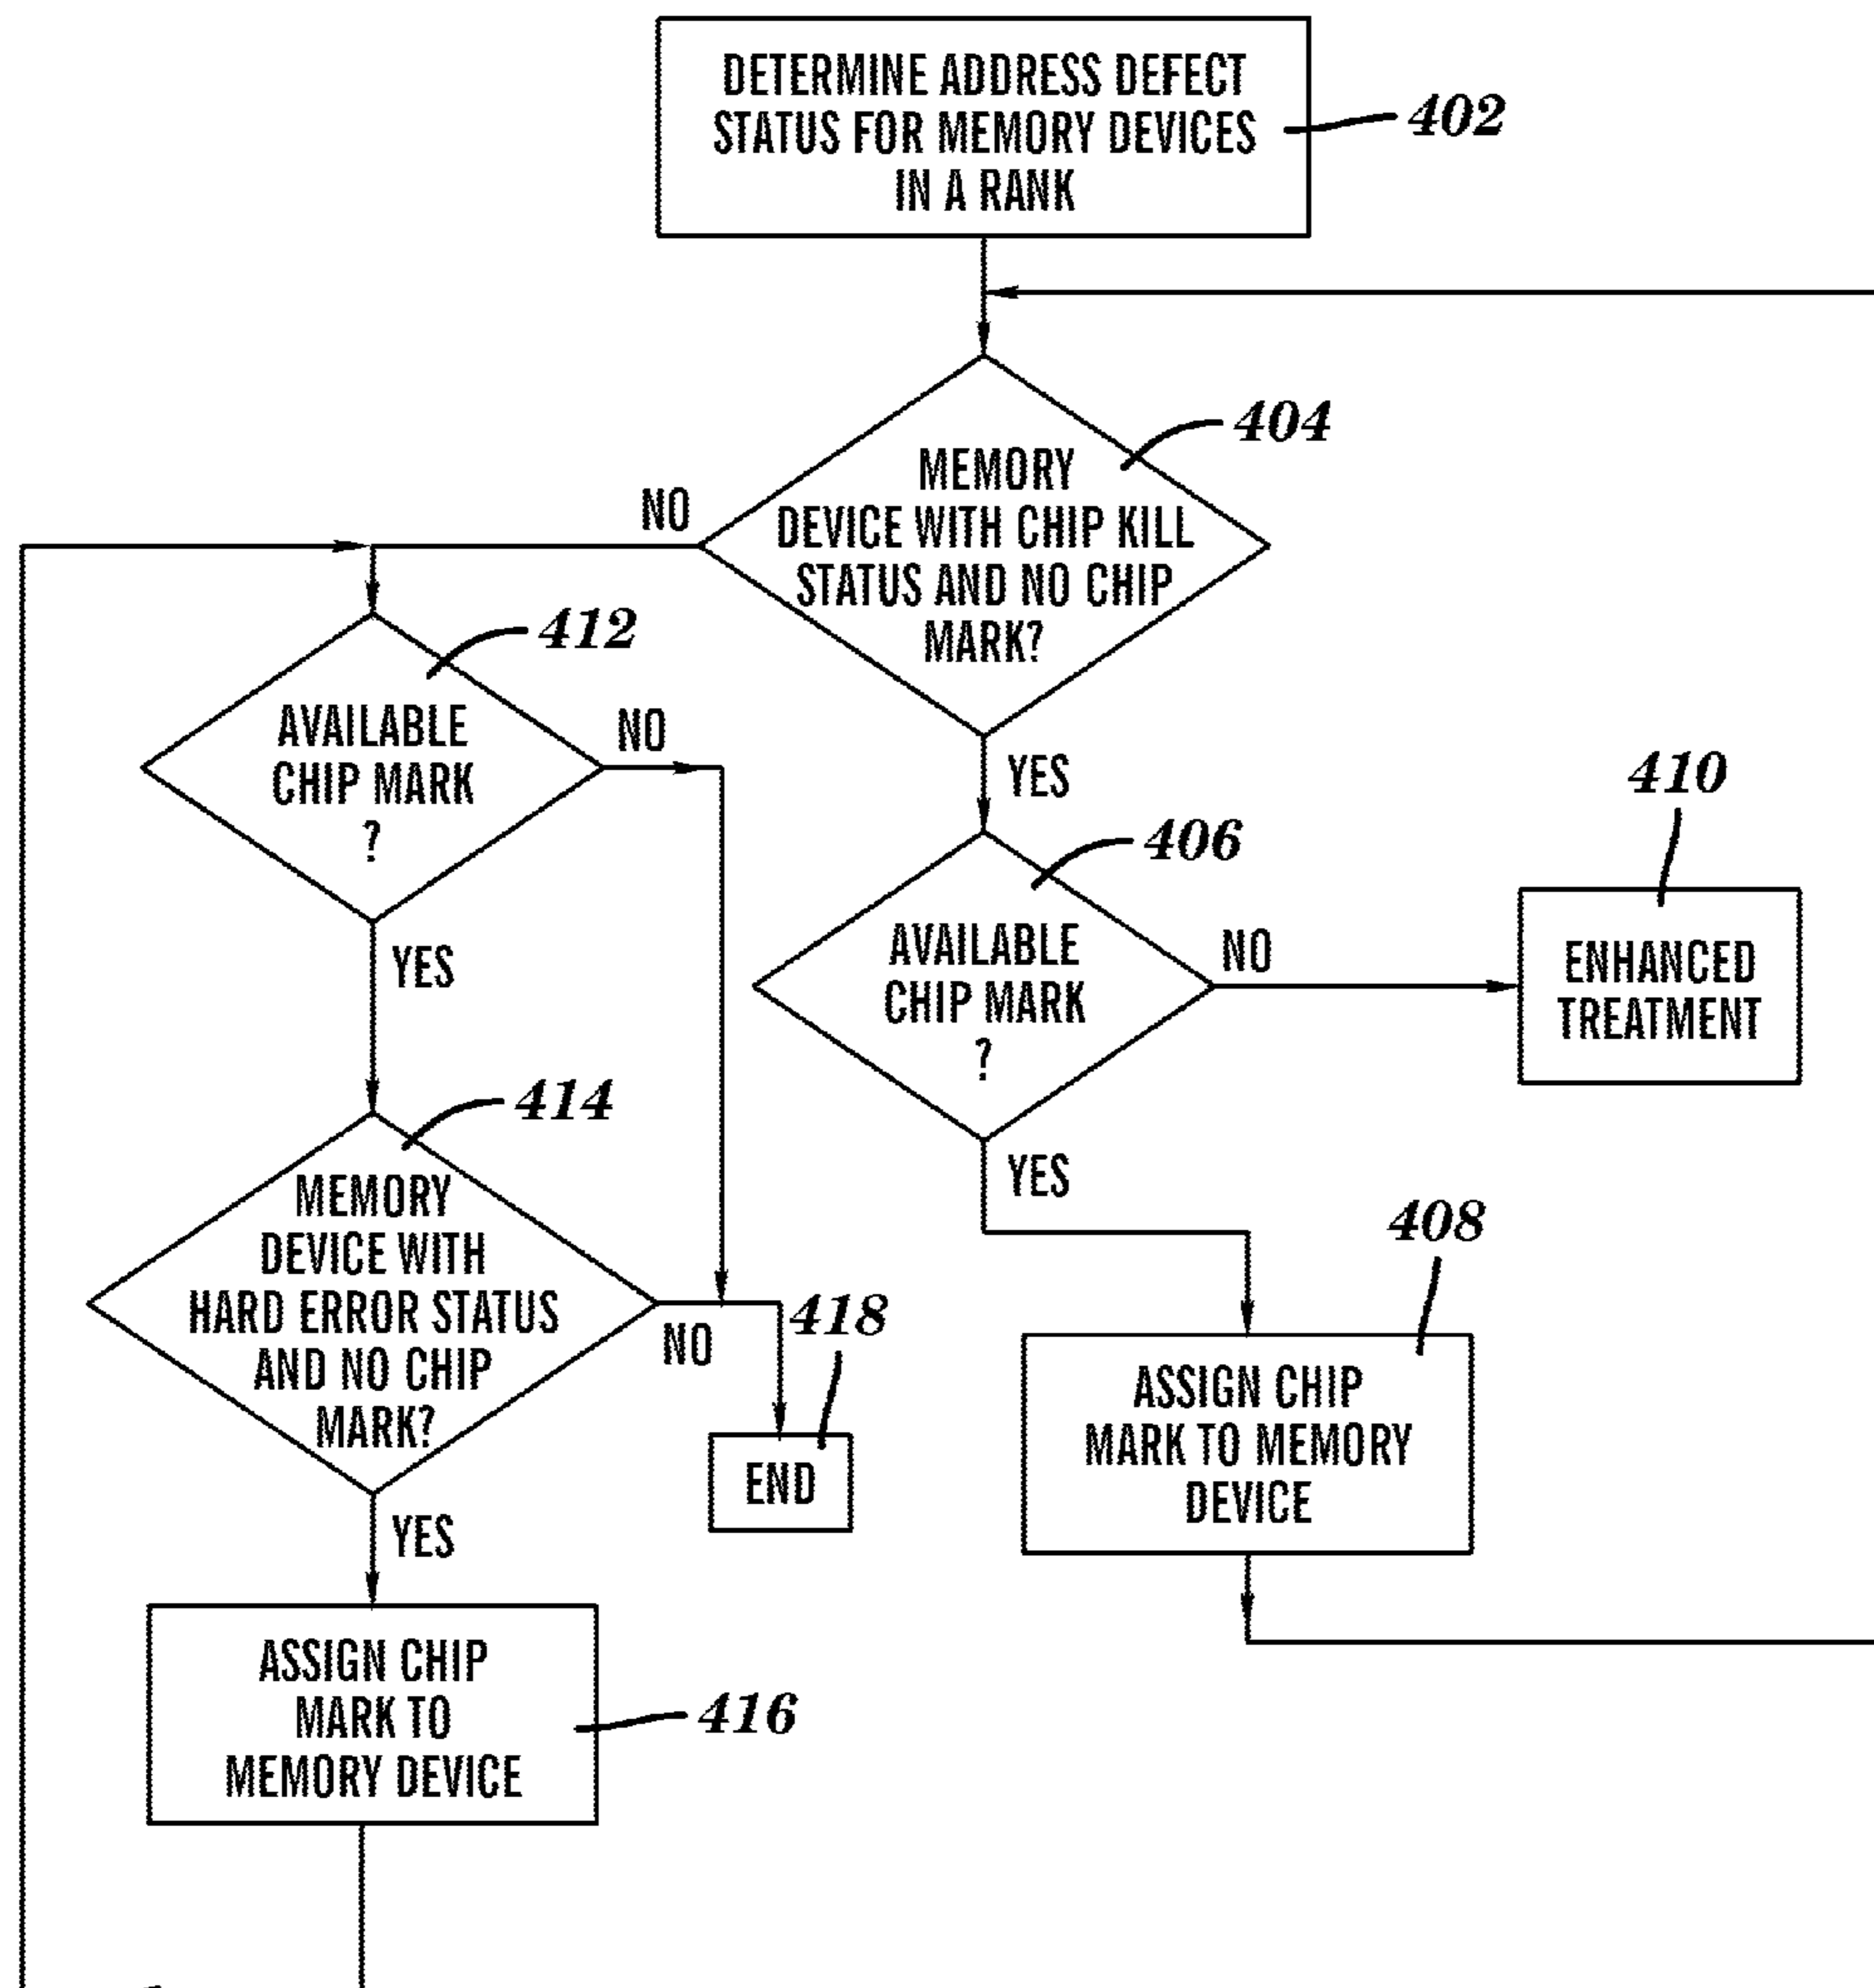 DETERMINE ADDRESS DEFECT
STATUS FOR MEMORY DEVICES
IN A RANK
402
404
MEMORY
DEVICE WITH CHIP KILL
STATUS AND NO CHIP
MARK?
NO
YES
412
AVAILABLE
CHIP MARK
?
NO
YES
406
AVAILABLE
CHIP MARK
?
NO
YES
410
ENHANCED
TREATMENT
414
MEMORY
DEVICE WITH
HARD ERROR STATUS
AND NO CHIP
MARK?
NO
YES
418
END
408
ASSIGN CHIP
MARK TO MEMORY
DEVICE
ASSIGN CHIP
MARK TO
MEMORY DEVICE
416